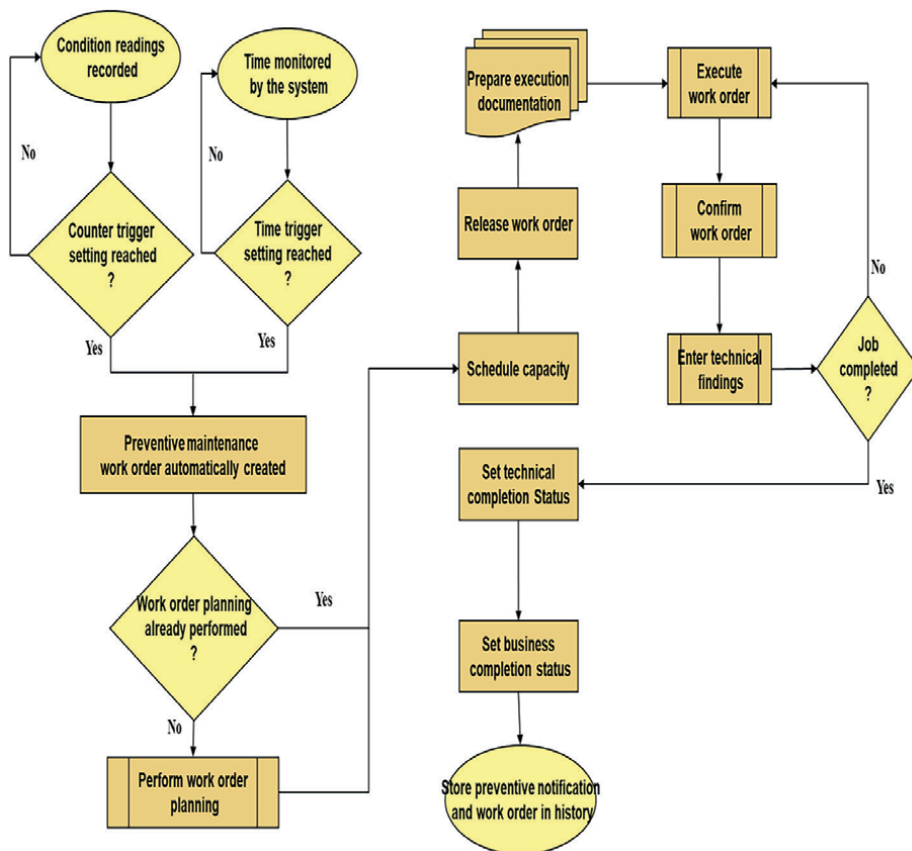 Condition readings
recorded
Time monitored
by the system
No
No
Counter trigger
setting reached
?
Time trigger
setting reached
?
Yes
Yes
Preventive maintenance
work order automatically created
Work order planning
already performed
?
Yes
No
Perform work order
planning
Schedule capacity
Release work order
Prepare execution
documentation
Execute
work order
Confirm
work order
Enter technical
findings
Job
completed
?
No
Yes
Set technical
completion Status
Set business
completion status
Store preventive notification
and work order in history